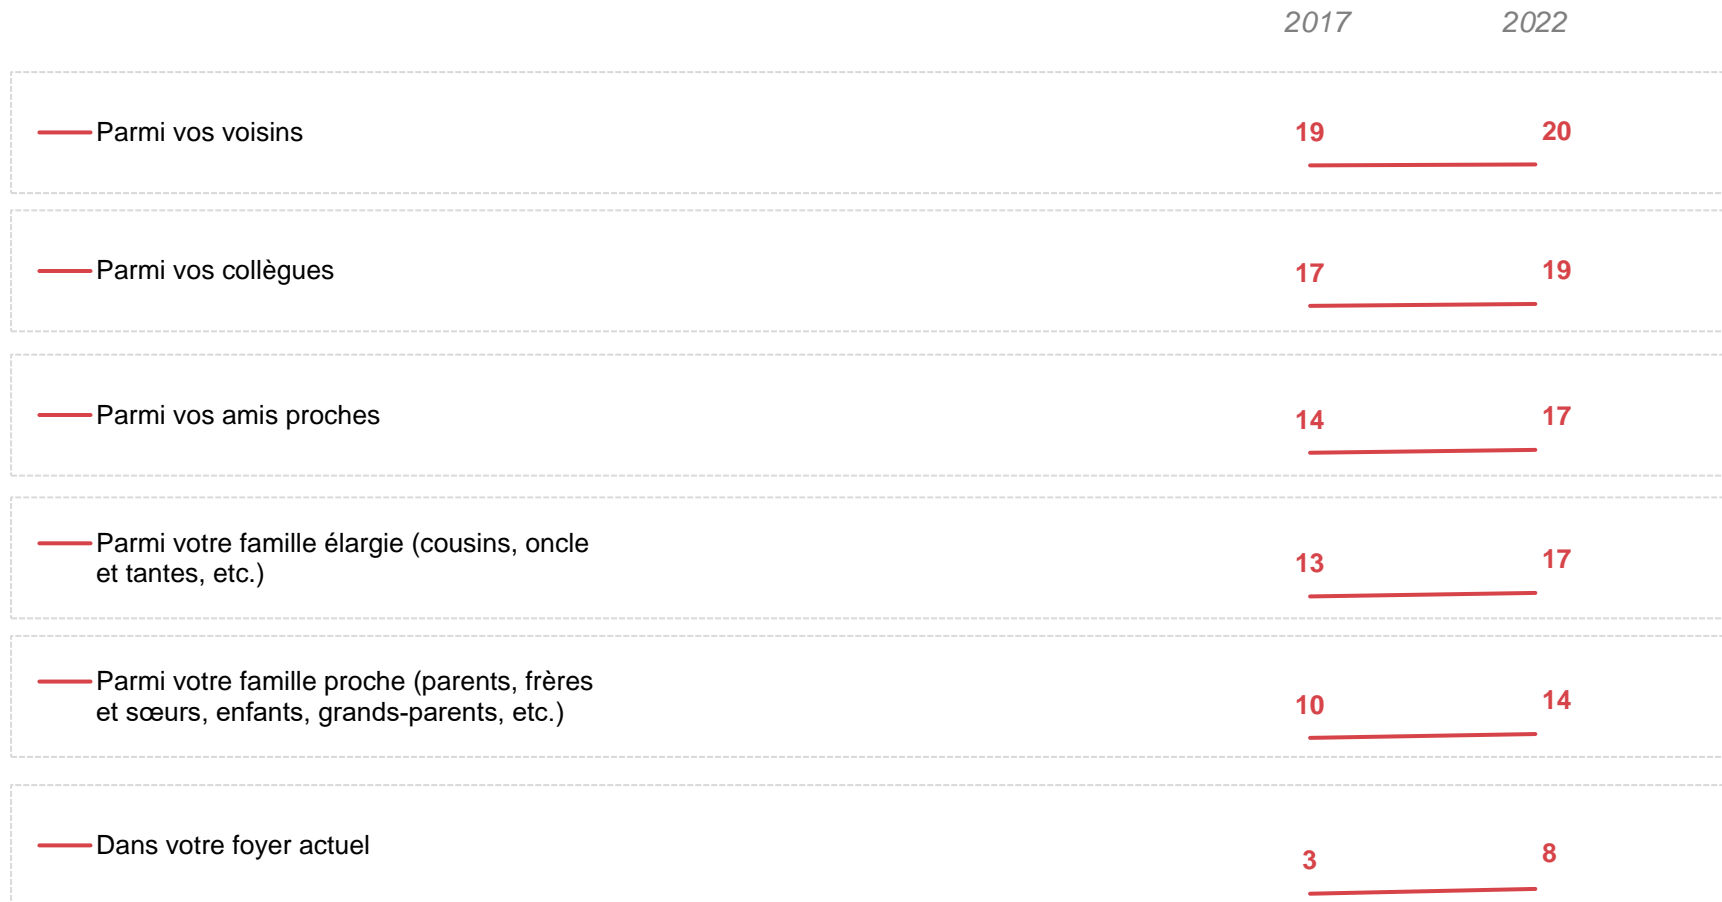 2017 2022
Parmi vos voisins 19 20
Parmi vos collègues 17 19
Parmi vos amis proches 14 17
Parmi votre famille élargie (cousins, oncle
et tantes, etc.) 13 17
Parmi votre famille proche (parents, frères
et sœurs, enfants, grands-parents, etc.) 10 14
Dans votre foyer actuel 3 8